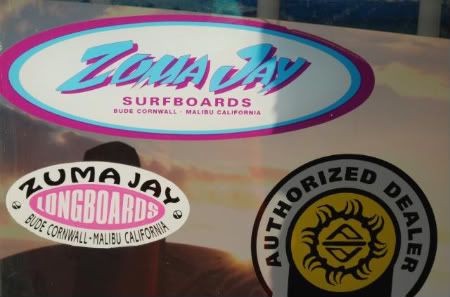 ZUMA JAY
SURFBOARDS
BUDE CORNWALL - MALIBU CALIFORNIA
ZUMA JAY
LONGBOARDS
BUDE CORNWALL - MALIBU CALIFORNIA
AUTHORIZED DEALER